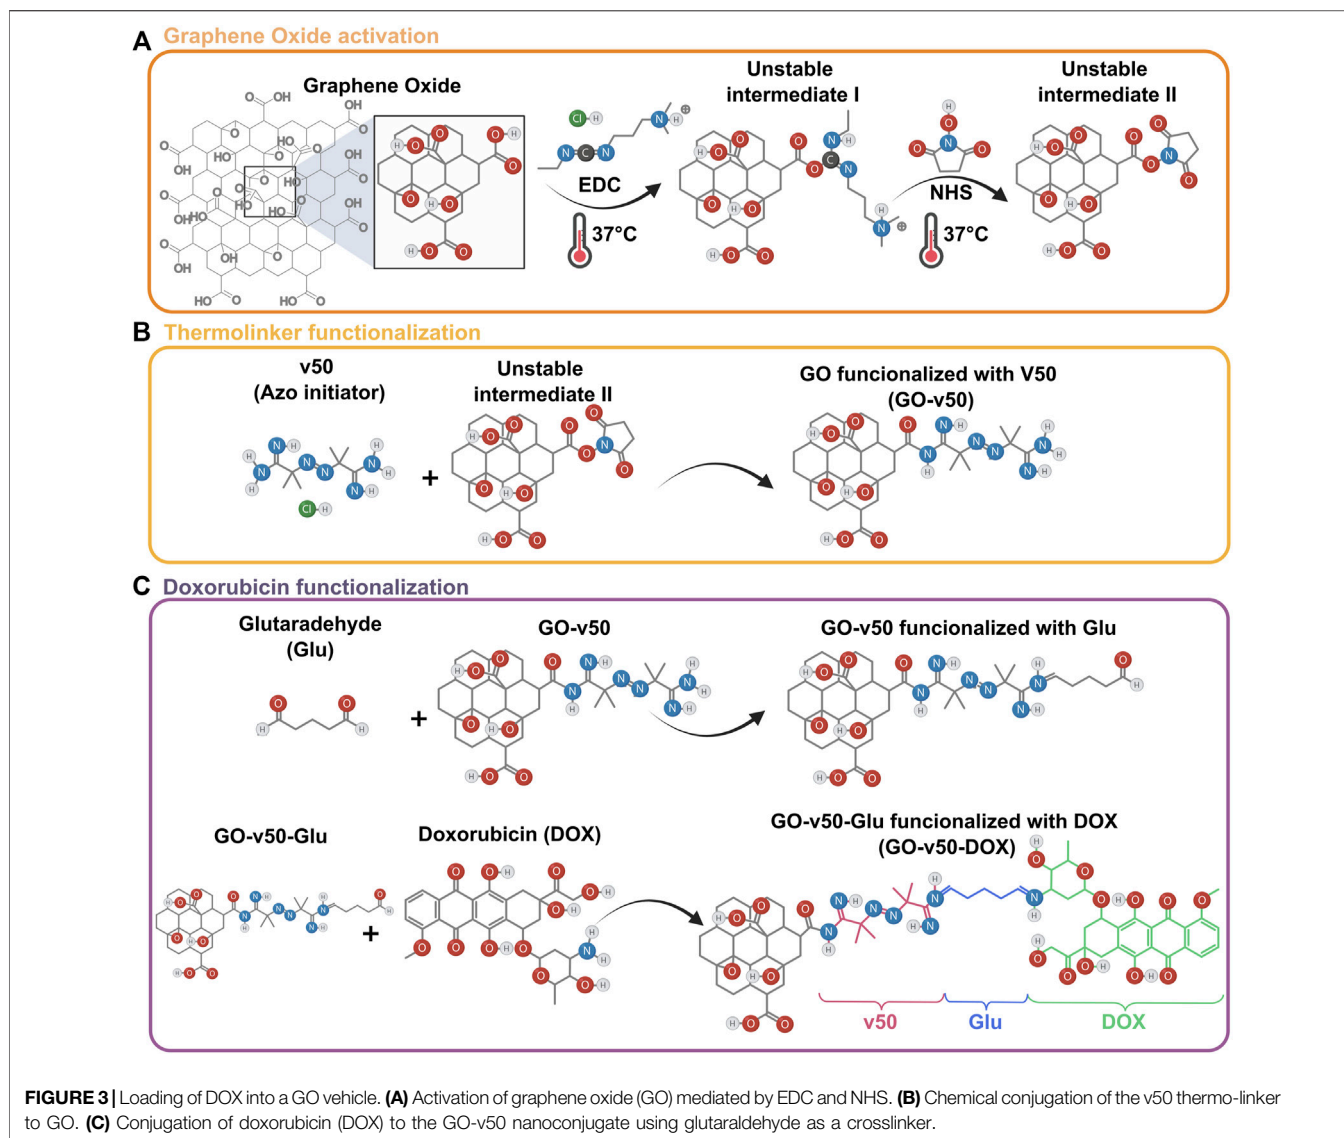 A Graphene Oxide activation
Graphene Oxide
Unstable
intermediate I
Unstable
intermediate II
EDC
37°C
NHS
37°C
B Thermolinker functionalization
v50
(Azo initiator)
Unstable
intermediate II
GO funcionalized with V50
(GO-v50)
+
C Doxorubicin functionalization
Glutaradehyde
(Glu)
GO-v50
GO-v50 funcionalized with Glu
+
GO-v50-Glu
Doxorubicin (DOX)
GO-v50-Glu funcionalized with DOX
(GO-v50-DOX)
+
v50
Glu
DOX
FIGURE 3 | Loading of DOX into a GO vehicle. (A) Activation of graphene oxide (GO) mediated by EDC and NHS. (B) Chemical conjugation of the v50 thermo-linker
to GO. (C) Conjugation of doxorubicin (DOX) to the GO-v50 nanoconjugate using glutaraldehyde as a crosslinker.